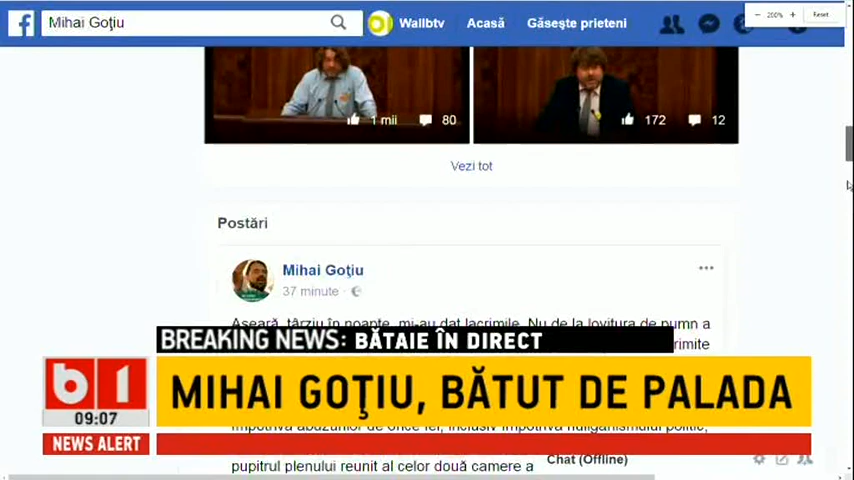 Mihai Goţiu
Wallbtv
Acasă
Găseşte prieteni
200%
Reset
1 mii
80
172
12
Vezi tot
Postări
Mihai Goţiu
37 minute
Aseară, târziu în noapte, mi-au dat lacrimile. Nu de la lovitura de pumn a
BREAKING NEWS: BĂTAIE ÎN DIRECT
b1
09:07
MIHAI GOŢIU, BĂTUT DE PALADA
NEWS ALERT
împotriva abuzurilor de orice fel, inclusiv împotriva huliganismului politic,
pupitrul plenului reunit al celor două camere a
Chat (Offline)